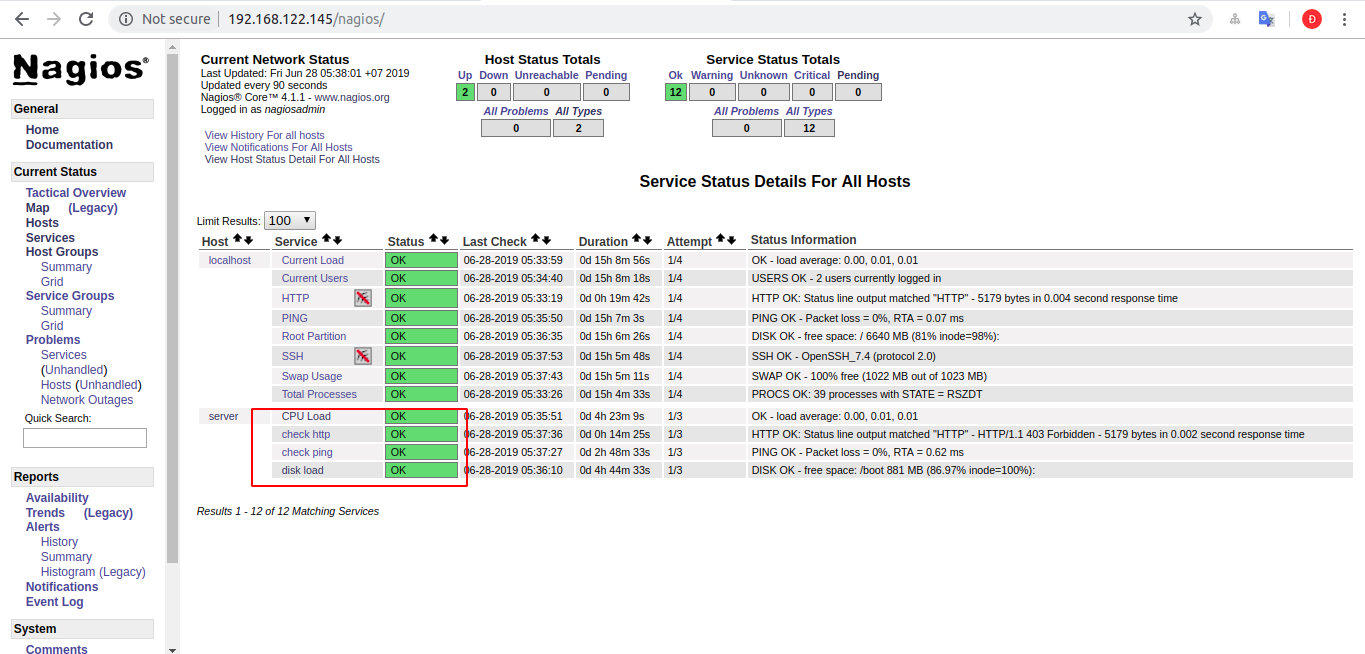 Not secure | 192.168.122.145/nagios/
Đ
Nagios®
General
Home
Documentation
Current Status
Tactical Overview
Map (Legacy)
Hosts
Services
Host Groups
Summary
Grid
Service Groups
Summary
Grid
Problems
Services
(Unhandled)
Hosts (Unhandled)
Network Outages
Quick Search:
Reports
Availability
Trends (Legacy)
Alerts
History
Summary
Histogram (Legacy)
Notifications
Event Log
System
Comments
Current Network Status
Last Updated: Fri Jun 28 05:38:01 +07 2019
Updated every 90 seconds
Nagios® Core™ 4.1.1 - www.nagios.org
Logged in as nagiosadmin
View History For all hosts
View Notifications For All Hosts
View Host Status Detail For All Hosts
Host Status Totals
Up Down Unreachable Pending
2 0 0 0
All Problems All Types
0 2
Service Status Totals
Ok Warning Unknown Critical Pending
12 0 0 0 0
All Problems All Types
0 12
Service Status Details For All Hosts
Limit Results: 100
Host Service Status Last Check Duration Attempt Status Information
localhost Current Load OK 06-28-2019 05:33:59 0d 15h 8m 56s 1/4 OK - load average: 0.00, 0.01, 0.01
Current Users OK 06-28-2019 05:34:40 0d 15h 8m 18s 1/4 USERS OK - 2 users currently logged in
HTTP OK 06-28-2019 05:33:19 0d 0h 19m 42s 1/4 HTTP OK: Status line output matched "HTTP" - 5179 bytes in 0.004 second response time
PING OK 06-28-2019 05:35:50 0d 15h 7m 3s 1/4 PING OK - Packet loss = 0%, RTA = 0.07 ms
Root Partition OK 06-28-2019 05:36:35 0d 15h 6m 26s 1/4 DISK OK - free space: / 6640 MB (81% inode=98%):
SSH OK 06-28-2019 05:37:53 0d 15h 5m 48s 1/4 SSH OK - OpenSSH_7.4 (protocol 2.0)
Swap Usage OK 06-28-2019 05:37:43 0d 15h 5m 11s 1/4 SWAP OK - 100% free (1022 MB out of 1023 MB)
Total Processes OK 06-28-2019 05:33:26 0d 15h 4m 33s 1/4 PROCS OK: 39 processes with STATE = RSZDT
server CPU Load OK 06-28-2019 05:35:51 0d 4h 23m 9s 1/3 OK - load average: 0.00, 0.01, 0.01
check http OK 06-28-2019 05:37:36 0d 0h 14m 25s 1/3 HTTP OK: Status line output matched "HTTP" - HTTP/1.1 403 Forbidden - 5179 bytes in 0.002 second response time
check ping OK 06-28-2019 05:37:27 0d 2h 48m 33s 1/3 PING OK - Packet loss = 0%, RTA = 0.62 ms
disk load OK 06-28-2019 05:36:10 0d 4h 44m 33s 1/3 DISK OK - free space: /boot 881 MB (86.97% inode=100%):
Results 1 - 12 of 12 Matching Services